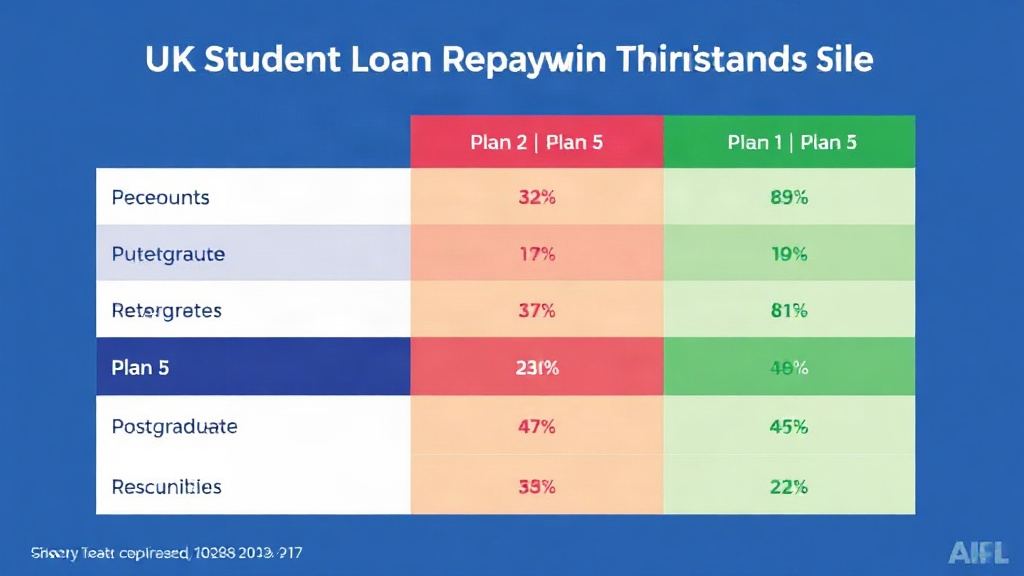 UK Student Loan Repaywin Thiristands Sile
Plan 2 | Plan 5 Plan 1 | Plan 5
Peceounts 32% 89%
Putetgraute 17% 19%
Retergretes 37% 81%
Plan 5
Postgraduate 47% 45%
Rescunibies 22%